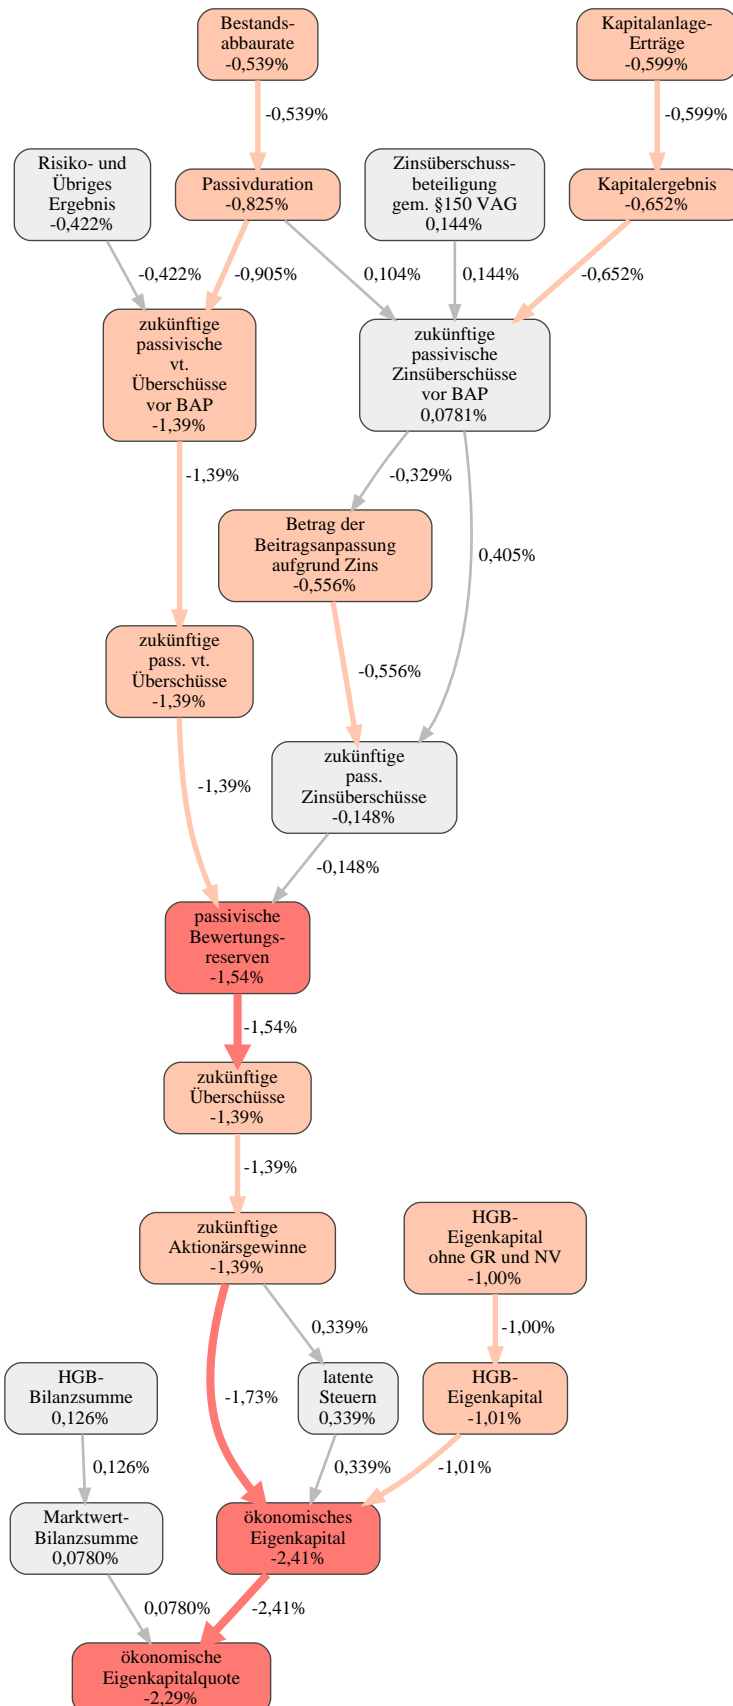 Bestands-
abbaurate
-0,539%
Kapitalanlage-
Erträge
-0,599%
-0,539%
-0,599%
Risiko- und
Übriges
Ergebnis
-0,422%
Passivduration
-0,825%
Zinsüberschuss-
beteiligung
gem. §150 VAG
0,144%
Kapitalergebnis
-0,652%
-0,422%
-0,905%
0,104%
0,144%
-0,652%
zukünftige
passivische
vt.
Überschüsse
vor BAP
-1,39%
zukünftige
passivische
Zinsüberschüsse
vor BAP
0,0781%
-1,39%
-0,329%
Betrag der
Beitragsanpassung
aufgrund Zins
-0,556%
0,405%
zukünftige
pass. vt.
Überschüsse
-1,39%
-0,556%
-1,39%
zukünftige
pass.
Zinsüberschüsse
-0,148%
-0,148%
passivische
Bewertungs-
reserven
-1,54%
-1,54%
zukünftige
Überschüsse
-1,39%
-1,39%
zukünftige
Aktionärsgewinne
-1,39%
HGB-
Eigenkapital
ohne GR und NV
-1,00%
0,339%
-1,00%
HGB-
Bilanzsumme
0,126%
-1,73%
latente
Steuern
0,339%
HGB-
Eigenkapital
-1,01%
0,126%
0,339%
-1,01%
Marktwert-
Bilanzsumme
0,0780%
ökonomisches
Eigenkapital
-2,41%
0,0780%
-2,41%
ökonomische
Eigenkapitalquote
-2,29%